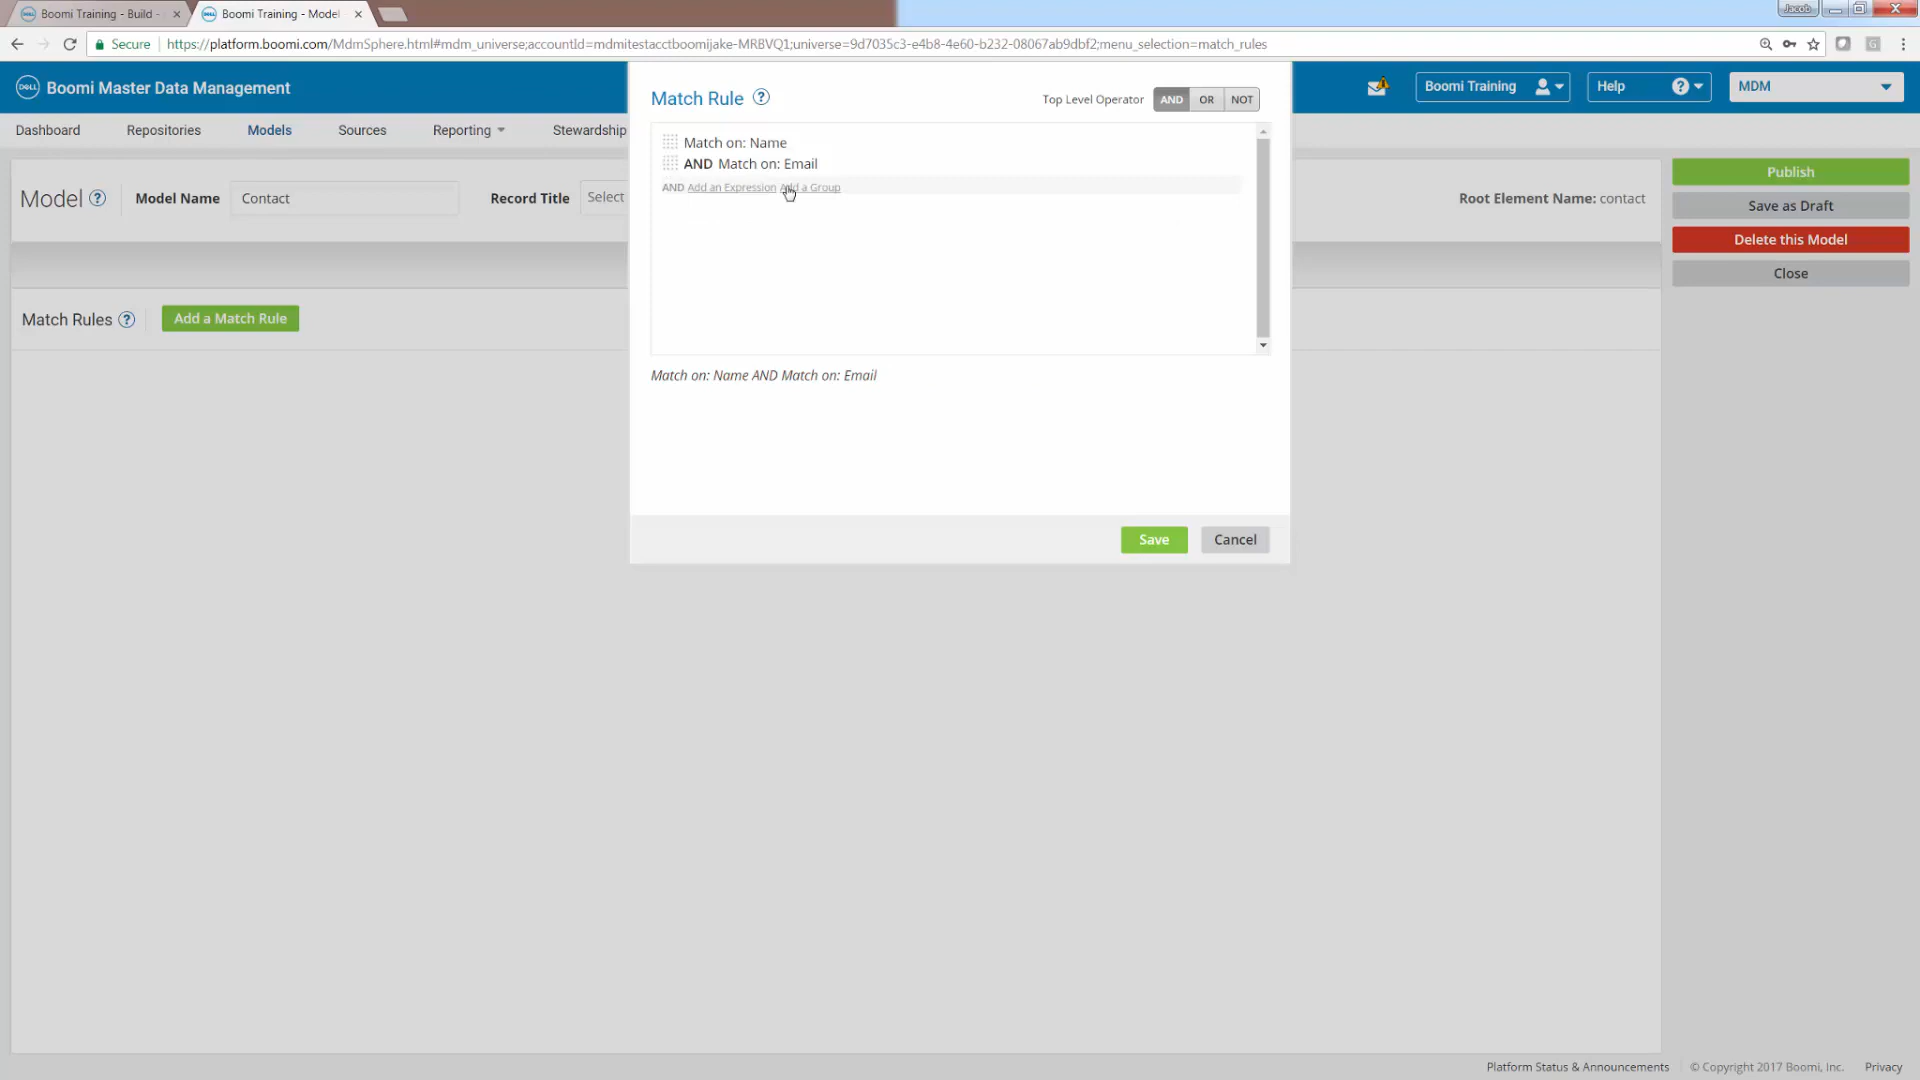 Boomi Training - Build -
Boomi Training - Model
Jacob
Secure
https://platform.boomi.com/MdmSphere.html#mdm_universe;accountId=mdmitestacctboomijake-MRBVQ1;universe=9d7035c3-e4b8-4e60-b232-08067ab9dbf2;menu_selection=match_rules
DELL
Boomi Master Data Management
Boomi Training
Help ?
MDM
Dashboard
Repositories
Models
Sources
Reporting
Stewardship
Model ?
Model Name
Contact
Record Title
Select
Root Element Name: contact
Publish
Save as Draft
Delete this Model
Close
Match Rules ?
Add a Match Rule
Match Rule ?
Top Level Operator
AND
OR
NOT
Match on: Name
AND Match on: Email
AND Add an Expression Add a Group
Match on: Name AND Match on: Email
Save
Cancel
Platform Status & Announcements
© Copyright 2017 Boomi, Inc.
Privacy